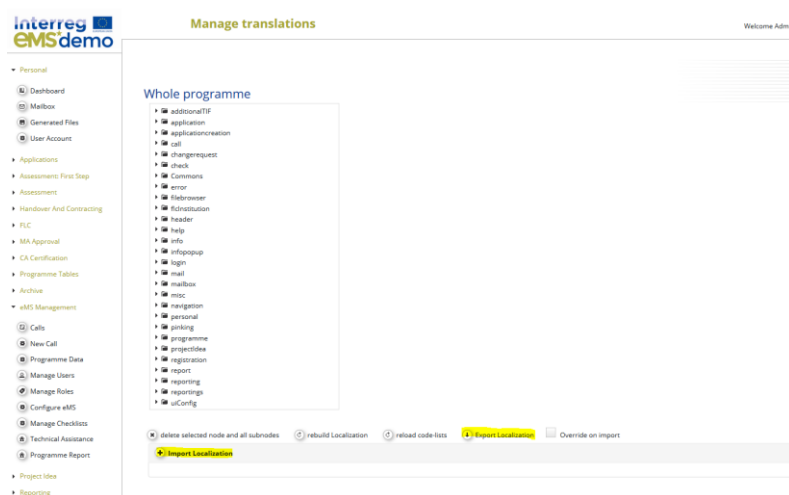 Interreg
eMS demo
Manage translations
Welcome Adm
Personal
Dashboard
Mailbox
Generated Files
User Account
Applications
Assessment: First Step
Assessment
Handover And Contracting
FLC
MA Approval
CA Certification
Programme Tables
Archive
eMS Management
Calls
New Call
Programme Data
Manage Users
Manage Roles
Configure eMS
Manage Checklists
Technical Assistance
Programme Report
Project Idea
Reporting
Whole programme
additionalTIF
application
applicationcreation
call
changerequest
check
Commons
error
filebrowser
flcInstitution
header
help
info
infopopup
login
mail
mailbox
misc
navigation
personal
pinking
programme
projectIdea
registration
report
reporting
reportings
uiConfig
delete selected node and all subnodes rebuild Localization reload code-lists Export Localization Override on import
Import Localization